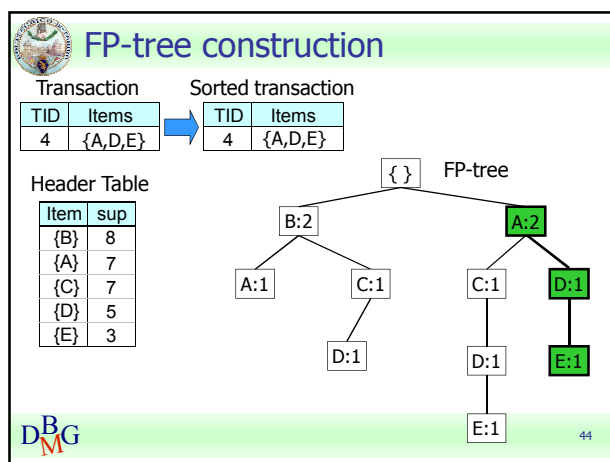 FP-tree construction
Transaction
Sorted transaction
TID Items
4 {A,D,E}
TID Items
4 {A,D,E}
Header Table
Item sup
{B} 8
{A} 7
{C} 7
{D} 5
{E} 3
FP-tree
{ }
B:2 A:2
A:1 C:1 C:1 D:1
D:1 D:1 E:1
E:1
DBMG
44